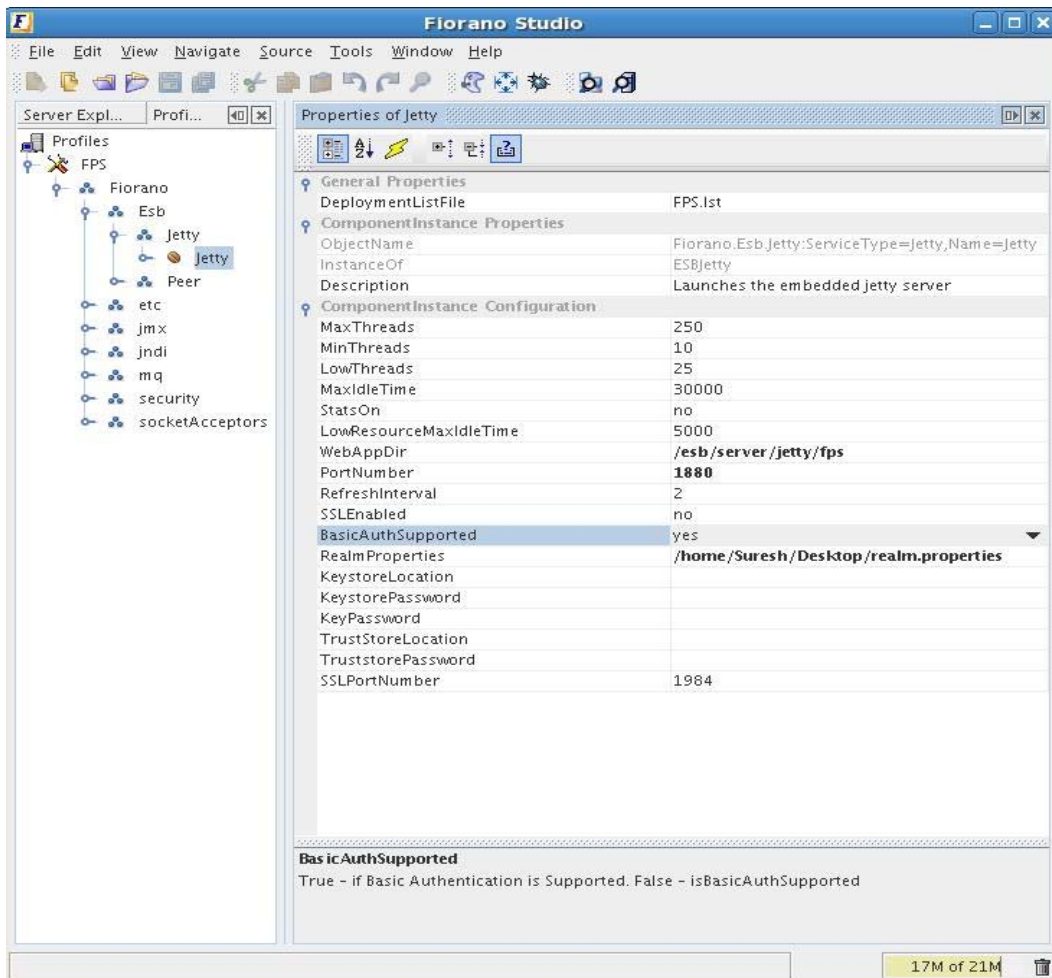 Fiorano Studio
File Edit View Navigate Source Tools Window Help
Server Expl... Profi...
Profiles
FPS
Fiorano
Esb
Jetty
Jetty
Peer
etc
jmx
jndi
mq
security
socketAcceptors
Properties of Jetty
General Properties
DeploymentListFile FPS.lst
ComponentInstance Properties
ObjectName Fiorano.Esb.Jetty:ServiceType=Jetty,Name=Jetty
InstanceOf ESBJetty
Description Launches the embedded jetty server
ComponentInstance Configuration
MaxThreads 250
MinThreads 10
LowThreads 25
MaxIdleTime 30000
StatsOn no
LowResourceMaxIdleTime 5000
WebAppDir /esb/server/jetty/fps
PortNumber 1880
RefreshInterval 2
SSLEnabled no
BasicAuthSupported yes
RealmProperties /home/Suresh/Desktop/realm.properties
KeystoreLocation
KeystorePassword
KeyPassword
TrustStoreLocation
TruststorePassword
SSLPortNumber 1984
BasicAuthSupported
True - if Basic Authentication is Supported. False - isBasicAuthSupported
17M of 21M